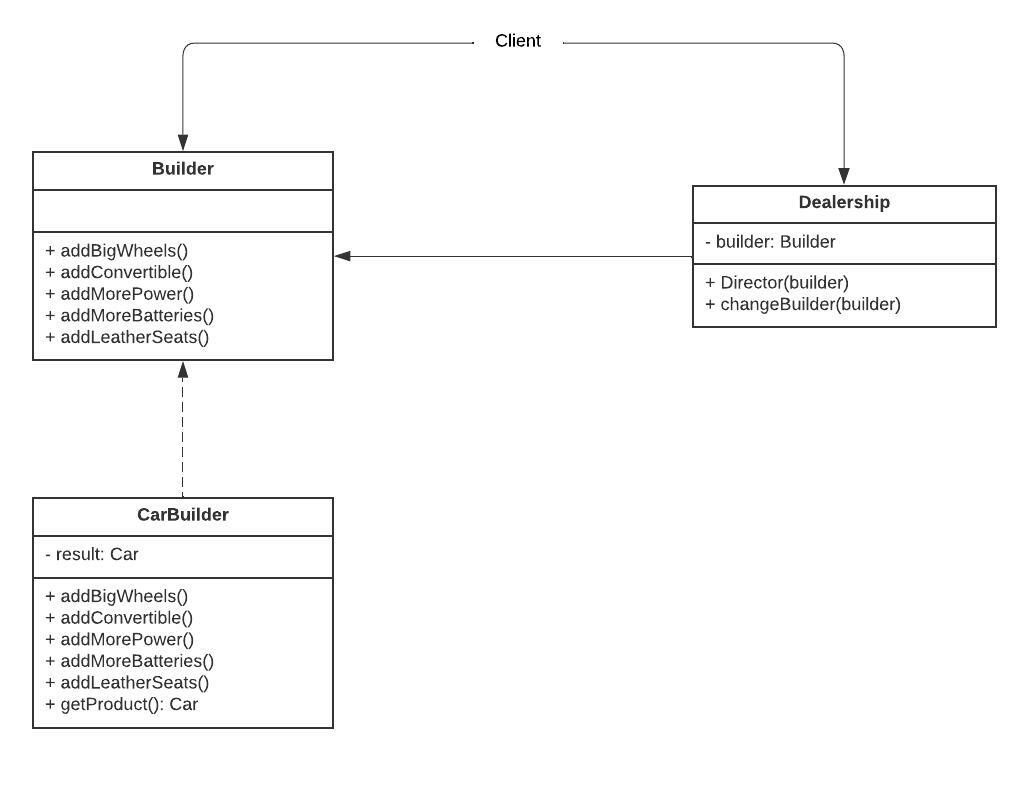 Client
Builder
+ addBigWheels()
+ addConvertible()
+ addMorePower()
+ addMoreBatteries()
+ addLeatherSeats()
Dealership
- builder: Builder
+ Director(builder)
+ changeBuilder(builder)
CarBuilder
- result: Car
+ addBigWheels()
+ addConvertible()
+ addMorePower()
+ addMoreBatteries()
+ addLeatherSeats()
+ getProduct(): Car